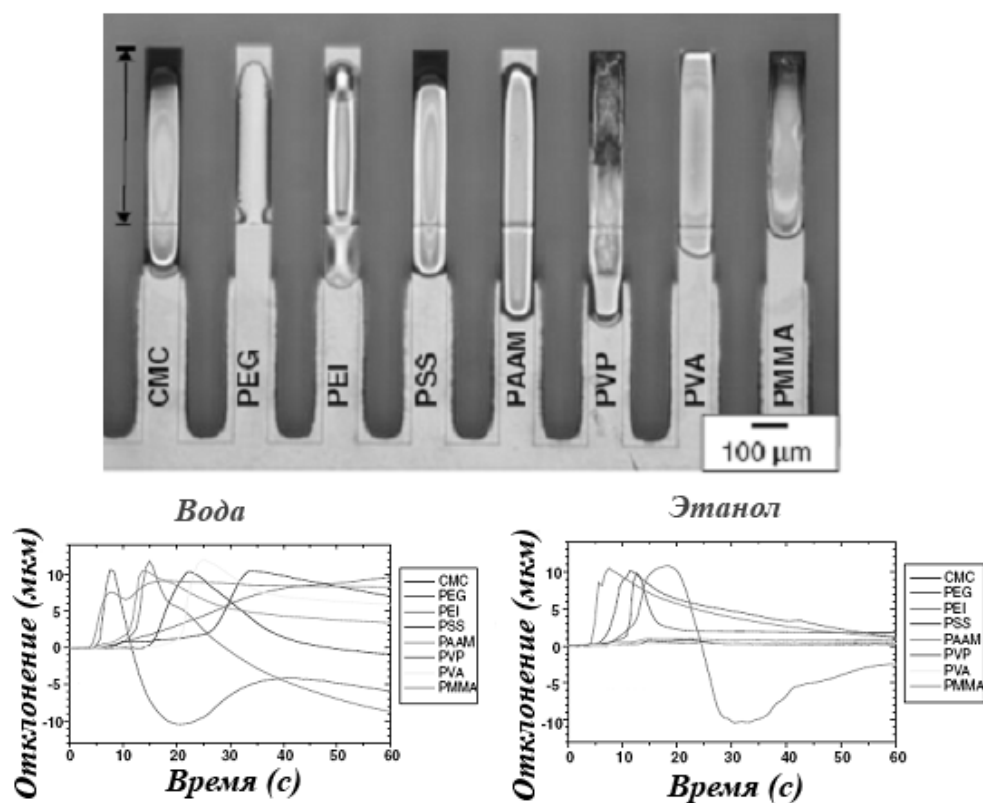 CMC
PEG
PEI
PSS
PAAM
PVP
PVA
PMMA
100 µm
Вода
Отклонение (мкм)
10
5
0
-5
-10
0 10 20 30 40 50 60
Время (с)
CMC
PEG
PEI
PSS
PAAM
PVP
PVA
PMMA
Этанол
Отклонение (мкм)
10
5
0
-5
-10
0 10 20 30 40 50 60
Время (с)
CMC
PEG
PEI
PSS
PAAM
PVP
PVA
PMMA